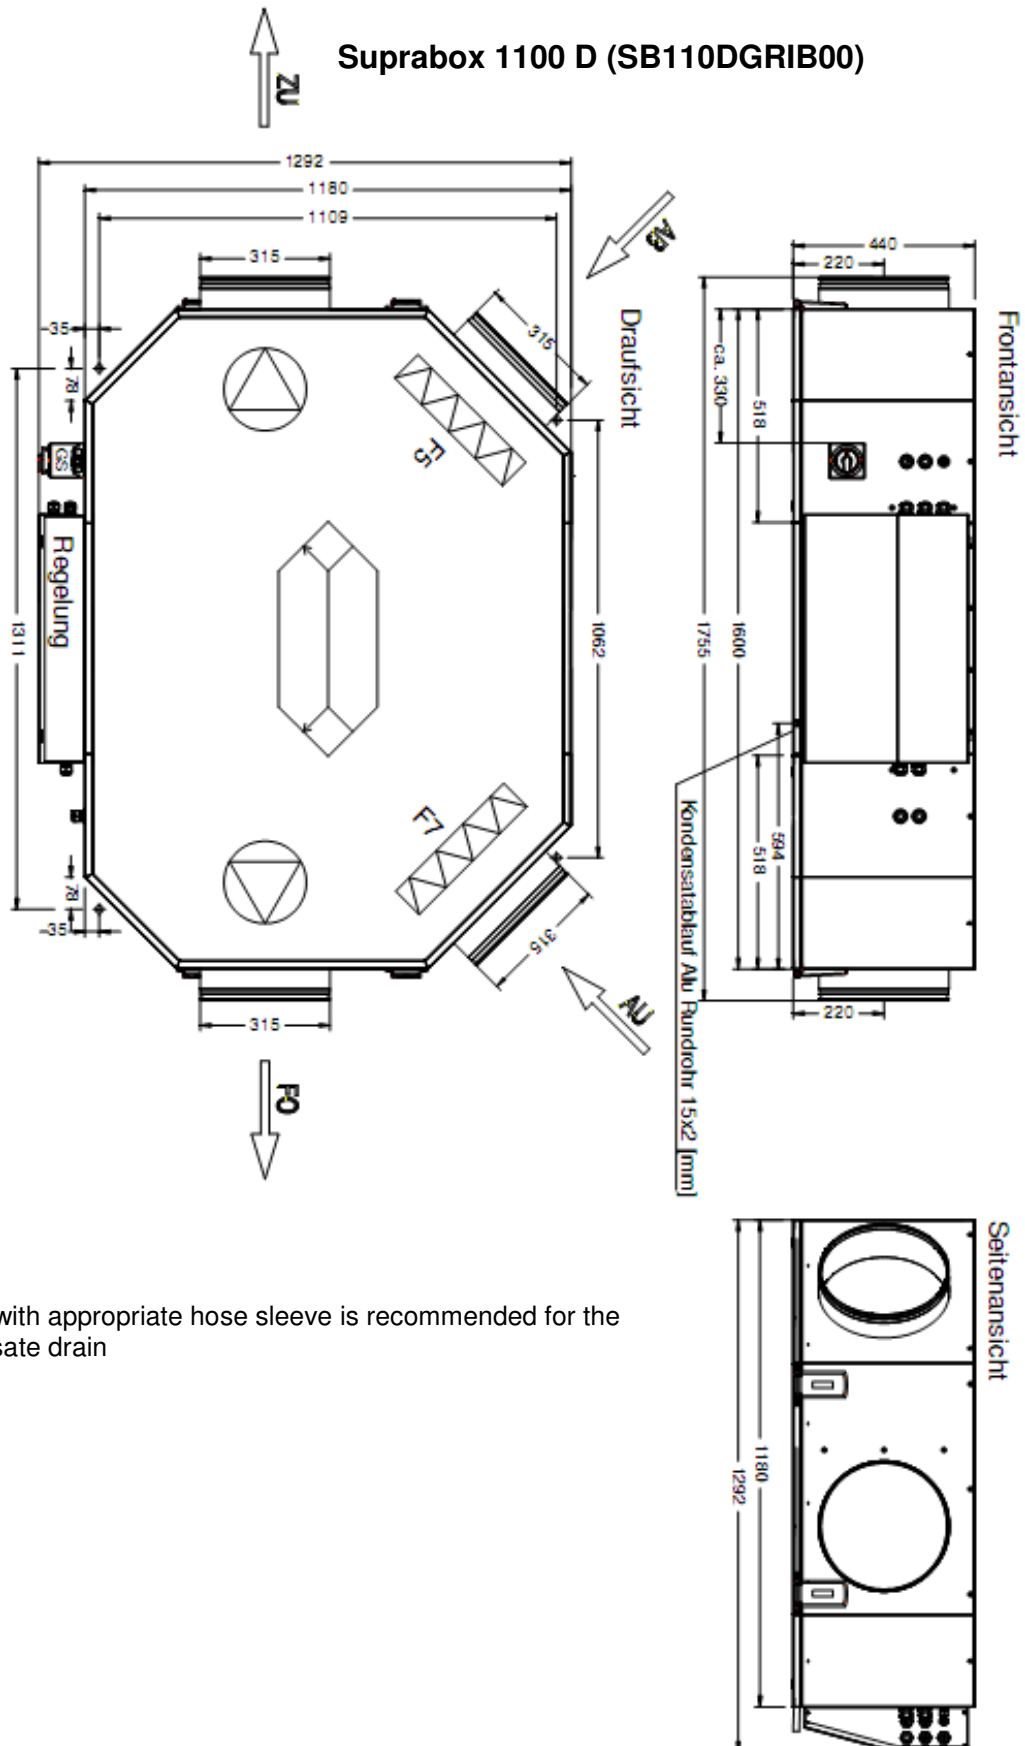 Suprabox 1100 D (SB110DGRIB00)
ZU
1292
1180
1109
315
AB
315
35
78
Draufsicht
F5
GS
Regelung
1311
1062
F7
78
35
315
315
AU
FO
Frontansicht
440
220
ca. 330
518
1600
1755
594
518
220
Kondensatablauf Alu Rundrohr 15x2 [mm]
Seitenansicht
1180
1292
with appropriate hose sleeve is recommended for the
sate drain